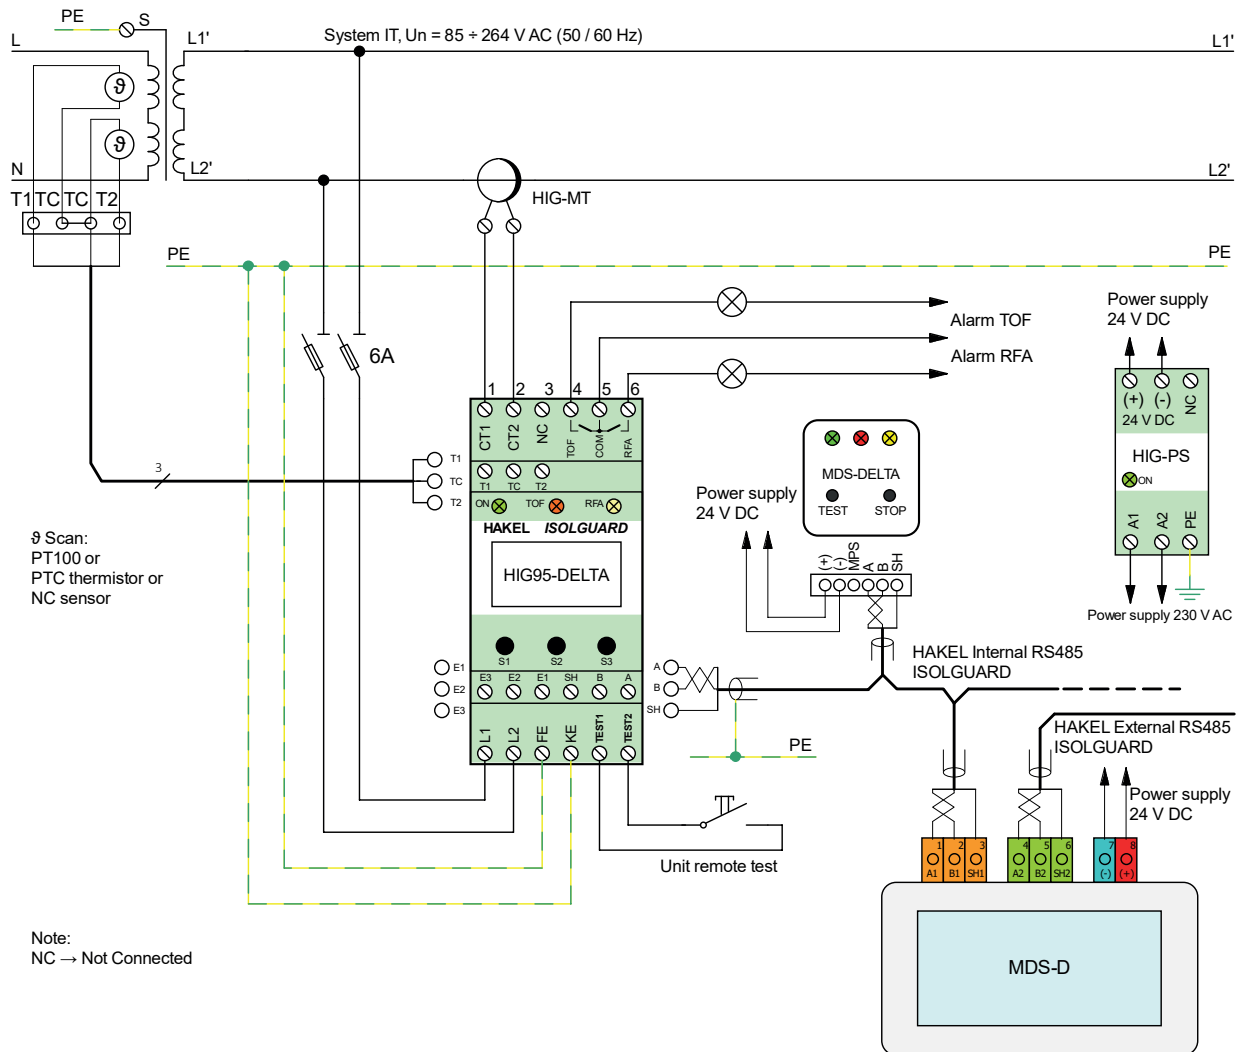 PE
S
L
L1'
System IT, Un = 85 ÷ 264 V AC (50 / 60 Hz)
L1'
ϑ
ϑ
N
L2'
L2'
HIG-MT
T1 TC TC T2
PE
PE
Power supply
24 V DC
Alarm TOF
Alarm RFA
6A
1 2 3 4 5 6
CT1 CT2 NC TOF COM RFA
(+) (-) NC
24 V DC
HIG-PS
ON
A1 A2 PE
Power supply 230 V AC
MDS-DELTA
TEST STOP
Power supply
24 V DC
(+) (-) MPS A B SH
3
T1
TC
T2
T1 TC T2
ON TOF RFA
HAKEL ISOLGUARD
HIG95-DELTA
S1 S2 S3
ϑ Scan:
PT100 or
PTC thermistor or
NC sensor
E1
E2
E3
E3 E2 E1 SH B A
L1 L2 FE KE TEST1 TEST2
A
B
SH
PE
HAKEL Internal RS485
ISOLGUARD
HAKEL External RS485
ISOLGUARD
Power supply
24 V DC
Unit remote test
1 2 3 4 5 6 7 8
A1 B1 SH1 A2 B2 SH2 (-) (+)
MDS-D
Note:
NC → Not Connected